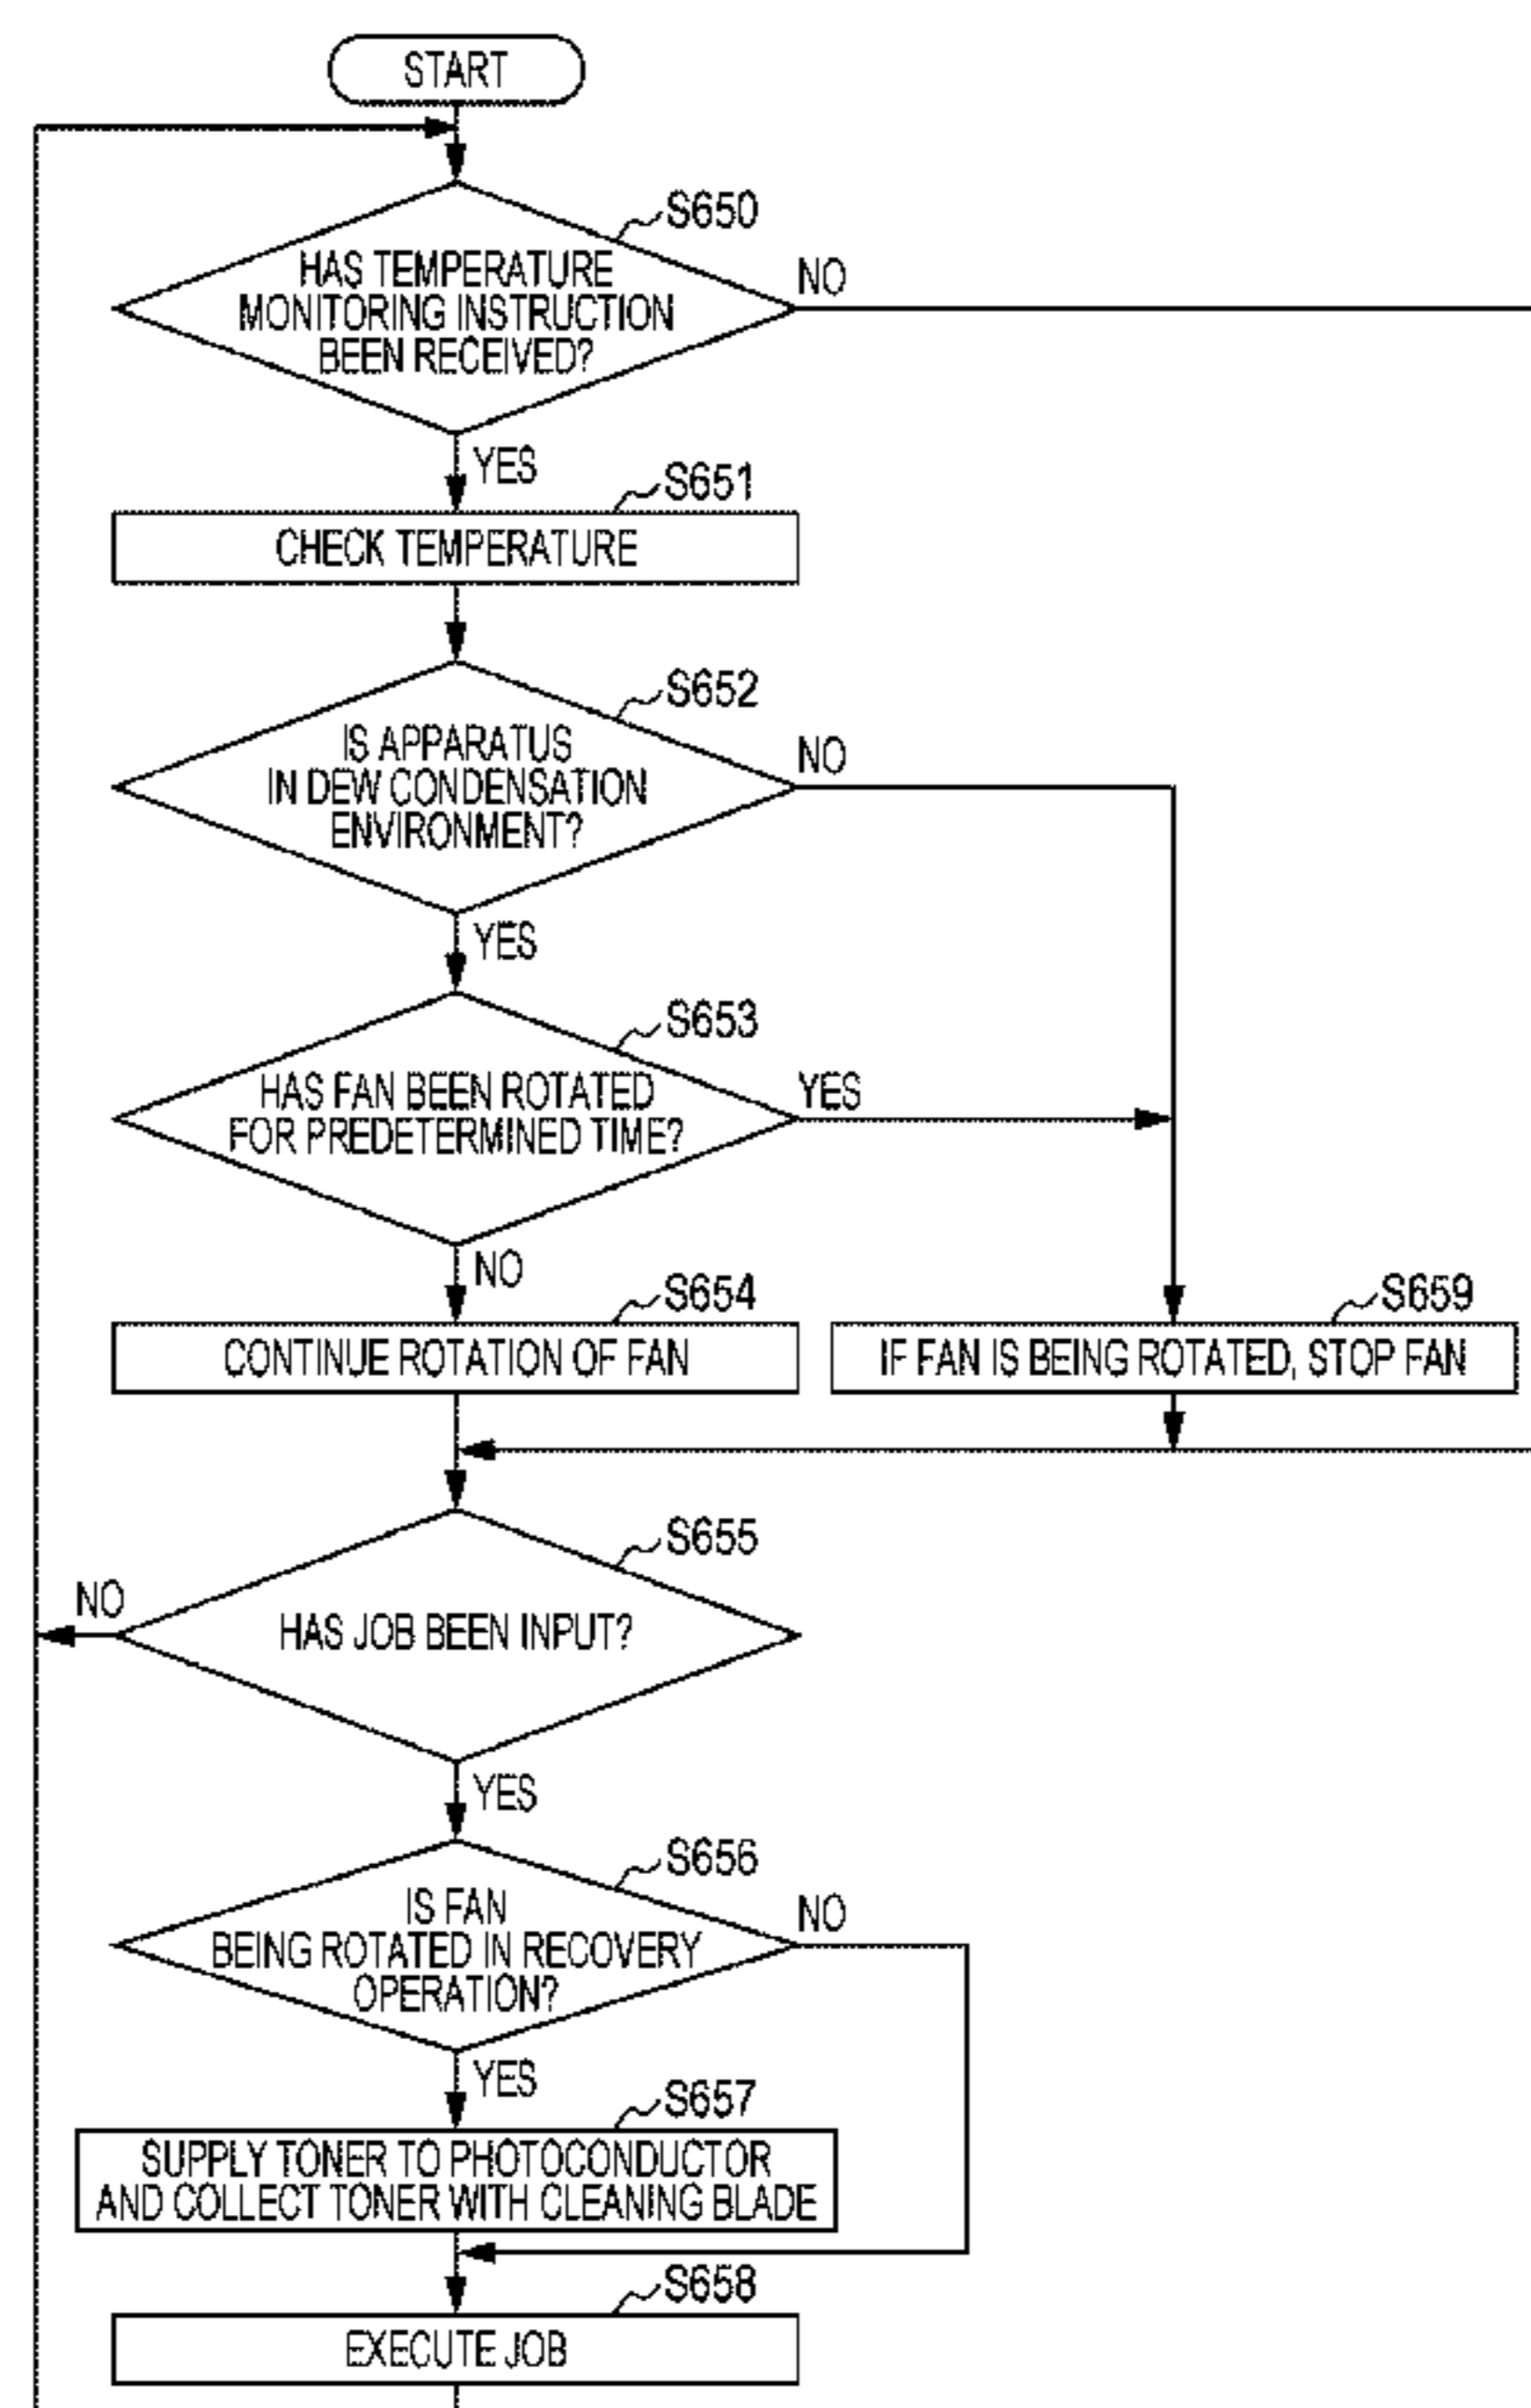 START
S650
HAS TEMPERATURE
MONITORING INSTRUCTION
BEEN RECEIVED?
NO
YES
S651
CHECK TEMPERATURE
S652
IS APPARATUS
IN DEW CONDENSATION
ENVIRONMENT?
NO
YES
S653
HAS FAN BEEN ROTATED
FOR PREDETERMINED TIME?
YES
NO
S654
CONTINUE ROTATION OF FAN
S659
IF FAN IS BEING ROTATED, STOP FAN
S655
HAS JOB BEEN INPUT?
NO
YES
S656
IS FAN
BEING ROTATED IN RECOVERY
OPERATION?
NO
YES
S657
SUPPLY TONER TO PHOTOCONDUCTOR
AND COLLECT TONER WITH CLEANING BLADE
S658
EXECUTE JOB